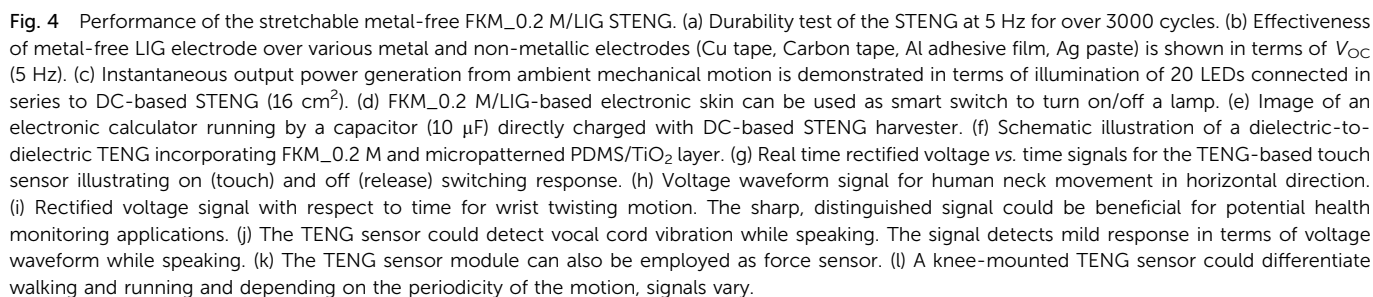 Fig. 4 Performance of the stretchable metal-free FKM_0.2 M/LIG STENG. (a) Durability test of the STENG at 5 Hz for over 3000 cycles. (b) Effectiveness
of metal-free LIG electrode over various metal and non-metallic electrodes (Cu tape, Carbon tape, Al adhesive film, Ag paste) is shown in terms of VOC
(5 Hz). (c) Instantaneous output power generation from ambient mechanical motion is demonstrated in terms of illumination of 20 LEDs connected in
series to DC-based STENG (16 cm²). (d) FKM_0.2 M/LIG-based electronic skin can be used as smart switch to turn on/off a lamp. (e) Image of an
electronic calculator running by a capacitor (10 μF) directly charged with DC-based STENG harvester. (f) Schematic illustration of a dielectric-to-
dielectric TENG incorporating FKM_0.2 M and micropatterned PDMS/TiO₂ layer. (g) Real time rectified voltage vs. time signals for the TENG-based touch
sensor illustrating on (touch) and off (release) switching response. (h) Voltage waveform signal for human neck movement in horizontal direction.
(i) Rectified voltage signal with respect to time for wrist twisting motion. The sharp, distinguished signal could be beneficial for potential health
monitoring applications. (j) The TENG sensor could detect vocal cord vibration while speaking. The signal detects mild response in terms of voltage
waveform while speaking. (k) The TENG sensor module can also be employed as force sensor. (l) A knee-mounted TENG sensor could differentiate
walking and running and depending on the periodicity of the motion, signals vary.